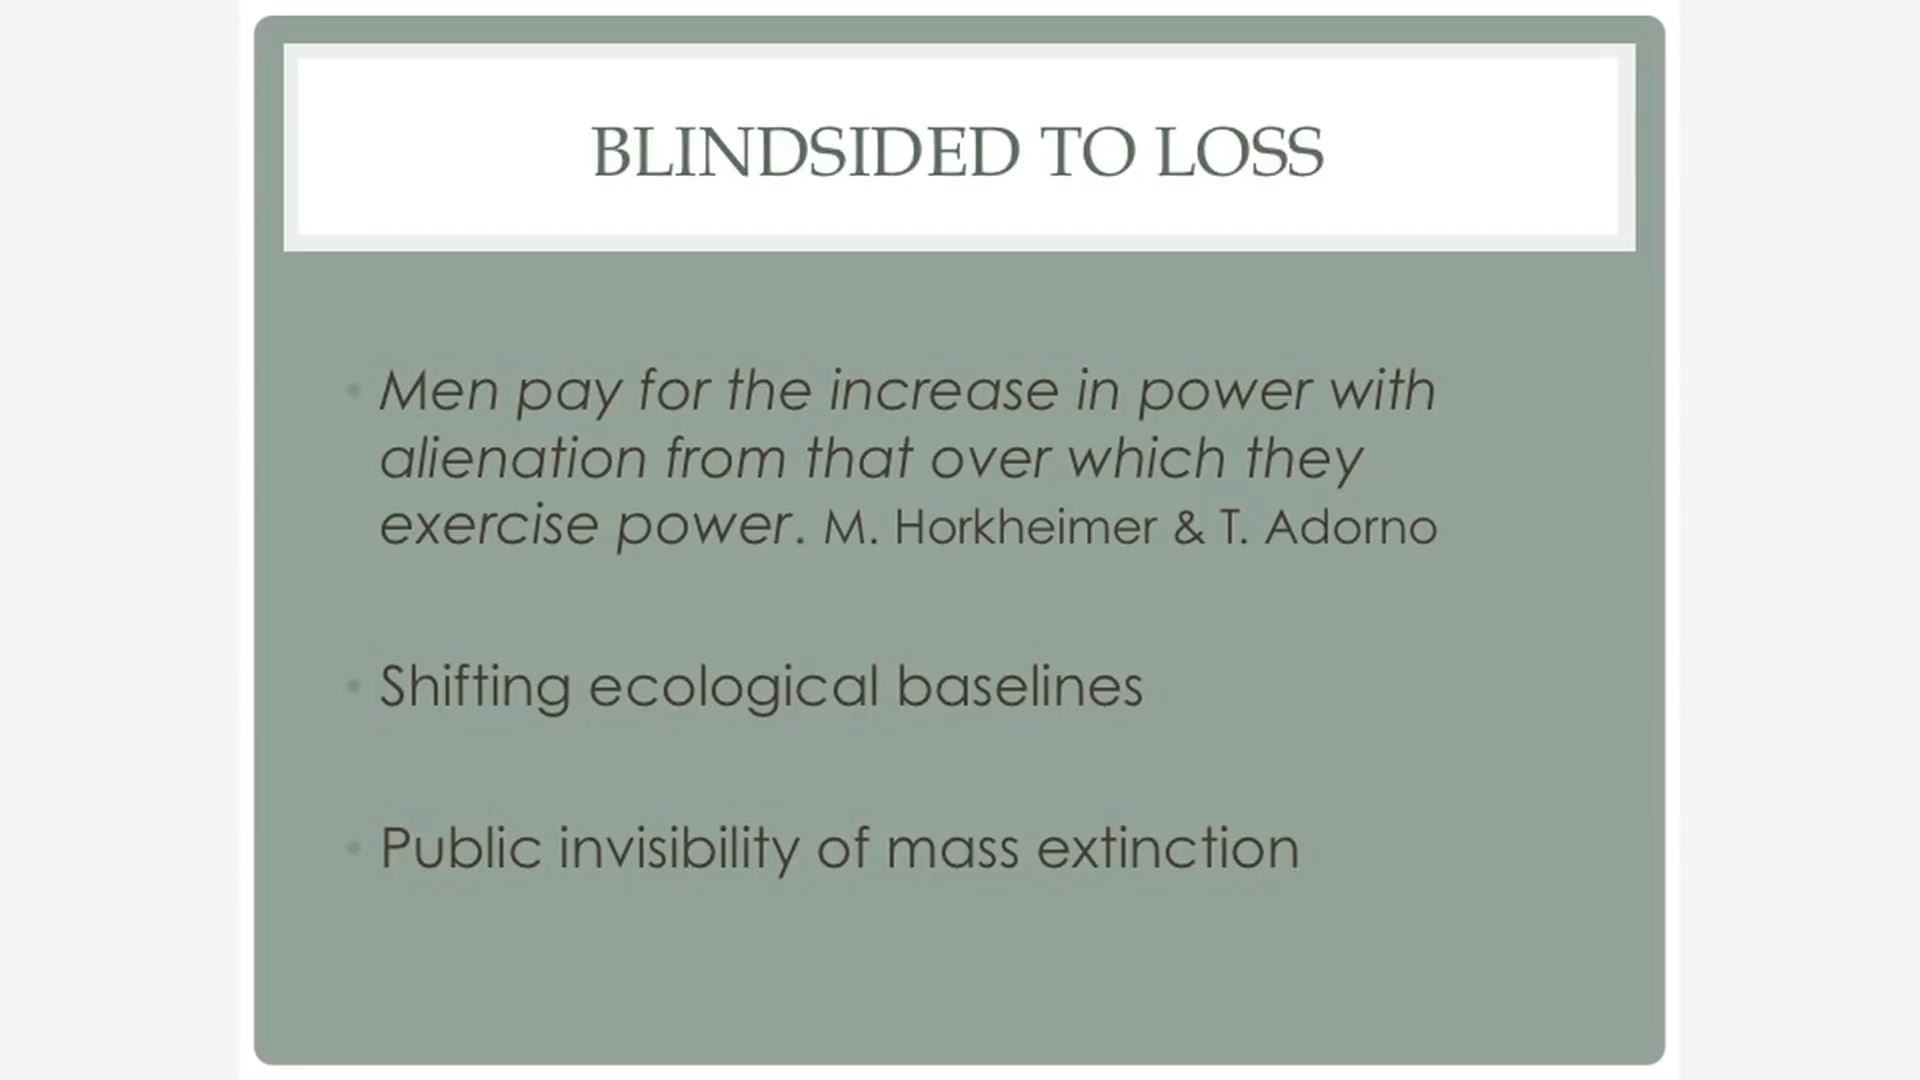 BLINDSIDED TO LOSS
• Men pay for the increase in power with
alienation from that over which they
exercise power. M. Horkheimer & T. Adorno
• Shifting ecological baselines
• Public invisibility of mass extinction